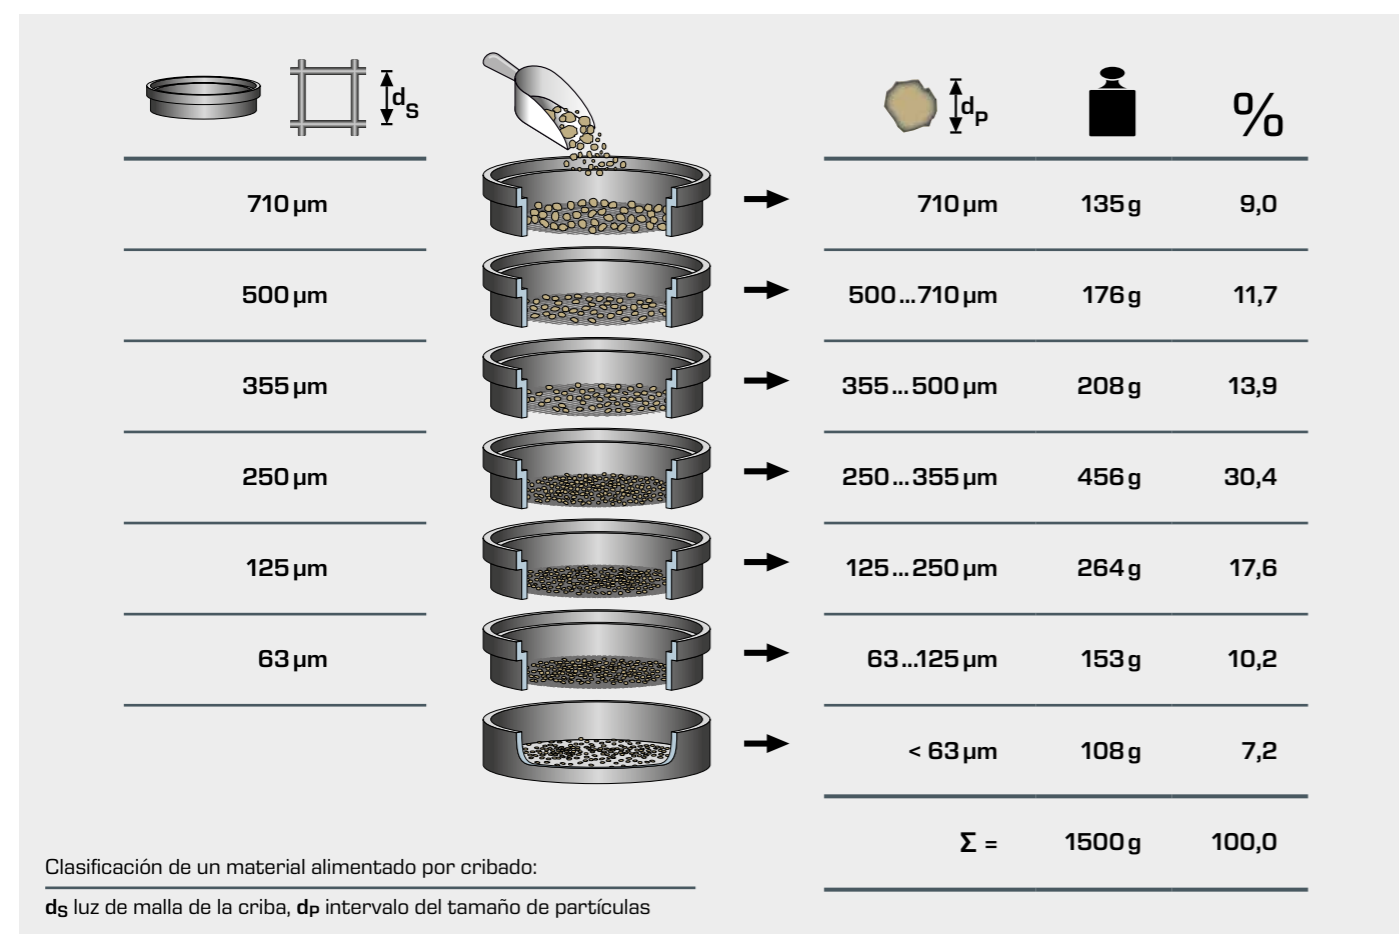 dS dP %
710 µm 710 µm 135 g 9,0
500 µm 500...710 µm 176 g 11,7
355 µm 355...500 µm 208 g 13,9
250 µm 250...355 µm 456 g 30,4
125 µm 125...250 µm 264 g 17,6
63 µm 63...125 µm 153 g 10,2
< 63 µm 108 g 7,2
Σ = 1500 g 100,0
Clasificación de un material alimentado por cribado:
dS luz de malla de la criba, dP intervalo del tamaño de partículas